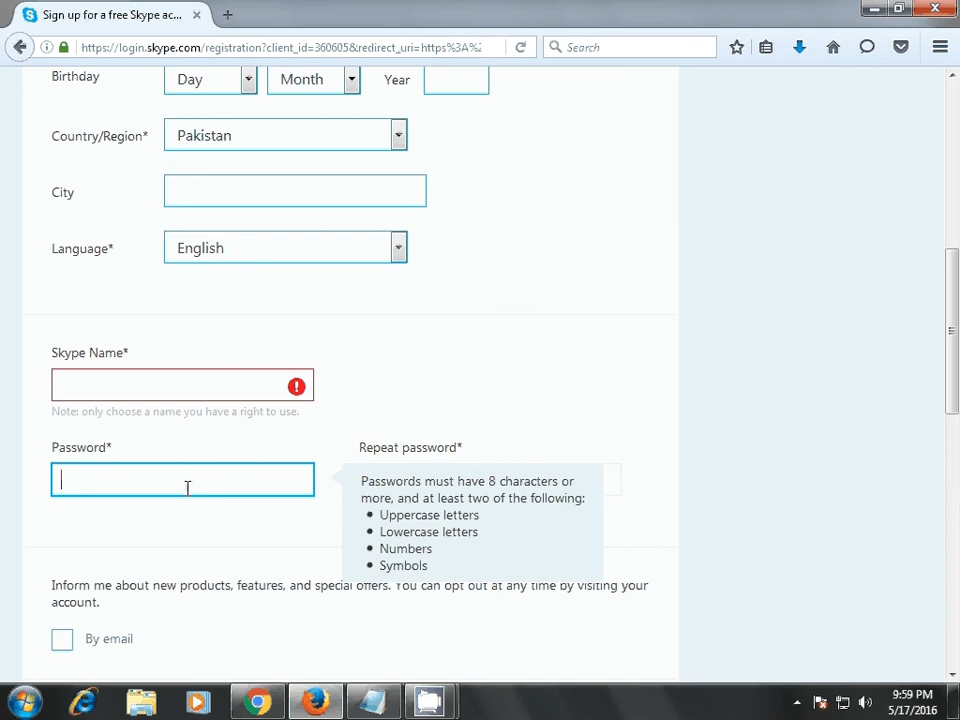 Sign up for a free Skype ac...
https://login.skype.com/registration?client_id=360605&redirect_uri=https%3A%2
Search
Birthday
Day
Month
Year
Country/Region*
Pakistan
City
Language*
English
Skype Name*
Note: only choose a name you have a right to use.
Password*
Repeat password*
Passwords must have 8 characters or
more, and at least two of the following:
Uppercase letters
Lowercase letters
Numbers
Symbols
Inform me about new products, features, and special offers. You can opt out at any time by visiting your
account.
By email
9:59 PM
5/17/2016